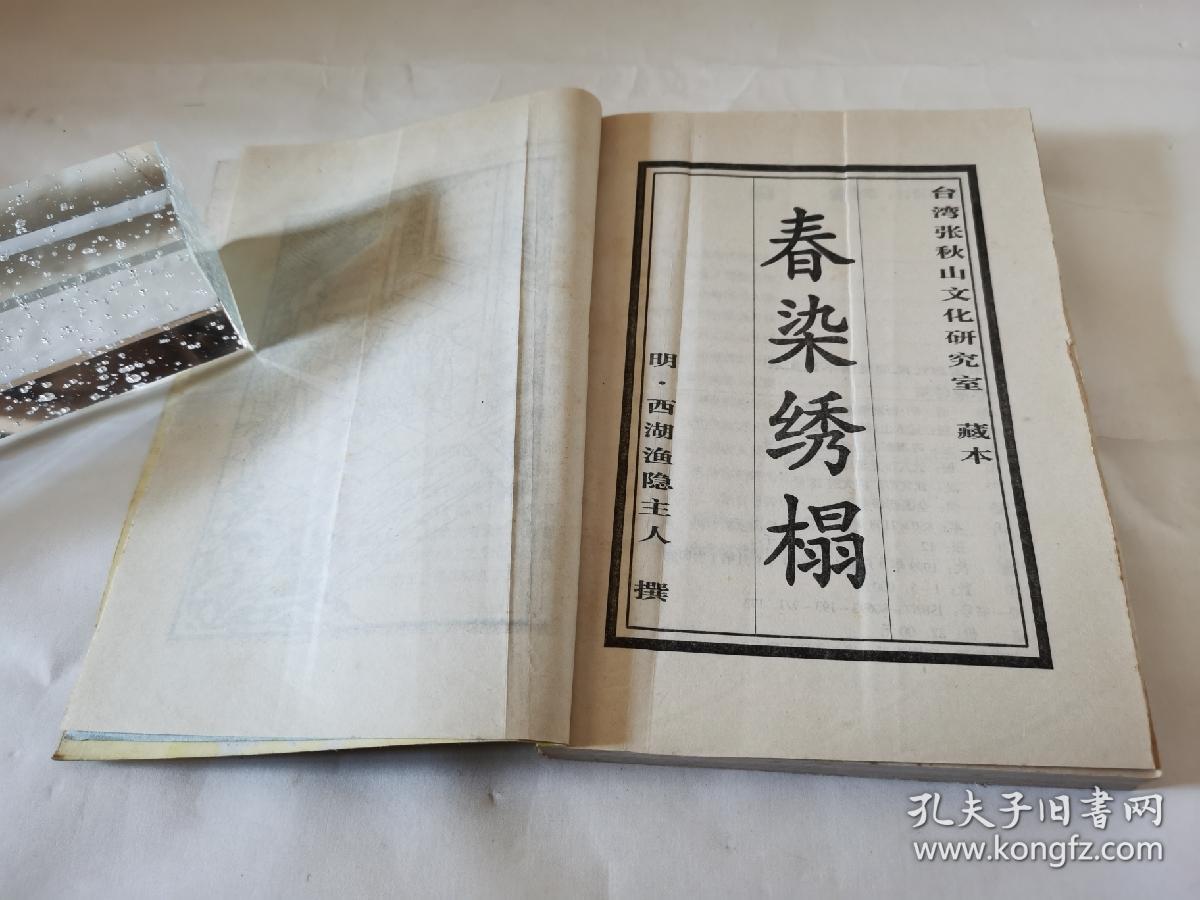 台湾张秋山文化研究室 藏本
春染绣榻
明·西湖渔隐主人 撰
孔夫子旧书网
www.kongfz.com